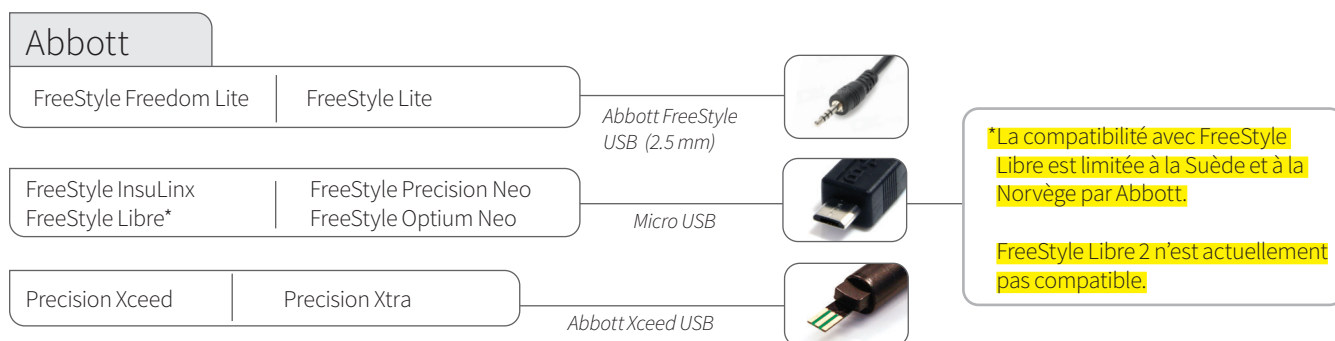 Abbott
FreeStyle Freedom Lite
FreeStyle Lite
Abbott FreeStyle
USB (2.5 mm)
FreeStyle InsuLinx
FreeStyle Libre*
FreeStyle Precision Neo
FreeStyle Optium Neo
Micro USB
*La compatibilité avec FreeStyle
Libre est limitée à la Suède et à la
Norvège par Abbott.
FreeStyle Libre 2 n’est actuellement
pas compatible.
Precision Xceed
Precision Xtra
Abbott Xceed USB